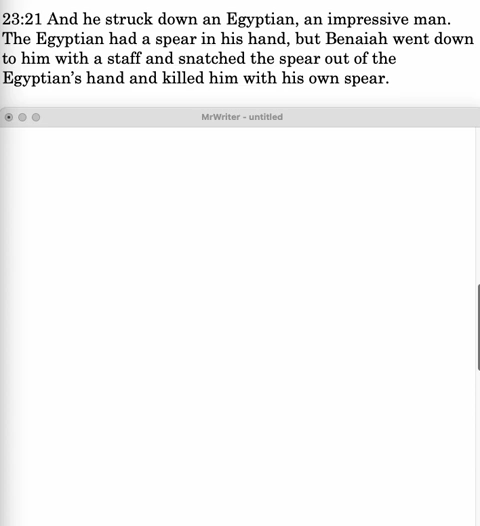 23:21 And he struck down an Egyptian, an impressive man.
The Egyptian had a spear in his hand, but Benaiah went down
to him with a staff and snatched the spear out of the
Egyptian’s hand and killed him with his own spear.
MrWriter - untitled